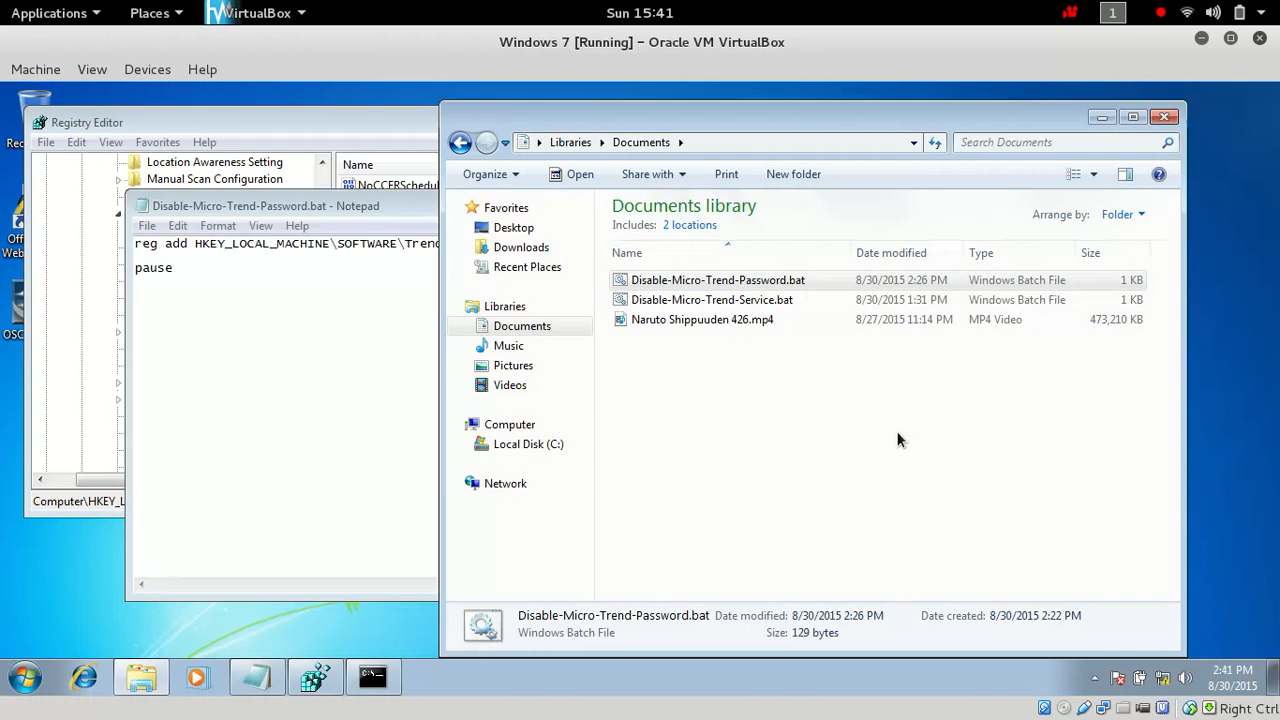 Applications Places VirtualBox Sun 15:41 1
Windows 7 [Running] – Oracle VM VirtualBox
Machine View Devices Help
Rec
Registry Editor
File Edit View Favorites Help
Location Awareness Setting
Manual Scan Configuration
Name
NoCCFRSchedul
Disable-Micro-Trend-Password.bat - Notepad
File Edit Format View Help
reg add HKEY_LOCAL_MACHINE\SOFTWARE\Trend
pause
Off
Web
OSC
Computer\HKEY_L
Libraries Documents
Search Documents
Organize Open Share with Print New folder
Favorites
Desktop
Downloads
Recent Places
Libraries
Documents
Music
Pictures
Videos
Computer
Local Disk (C:)
Network
Documents library
Includes: 2 locations
Arrange by: Folder
Name Date modified Type Size
Disable-Micro-Trend-Password.bat 8/30/2015 2:26 PM Windows Batch File 1 KB
Disable-Micro-Trend-Service.bat 8/30/2015 1:31 PM Windows Batch File 1 KB
Naruto Shippuuden 426.mp4 8/27/2015 11:14 PM MP4 Video 473,210 KB
Disable-Micro-Trend-Password.bat Date modified: 8/30/2015 2:26 PM Date created: 8/30/2015 2:22 PM
Windows Batch File Size: 129 bytes
C:\
2:41 PM
8/30/2015
Right Ctrl